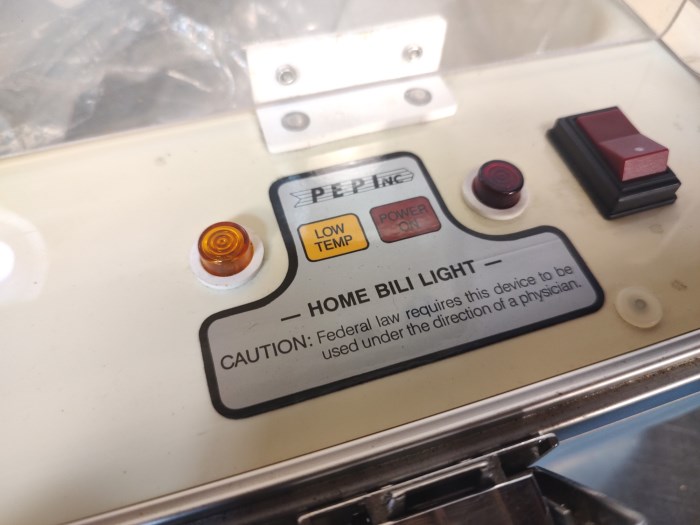 PEPI INC
LOW
TEMP
POWER
ON
— HOME BILI LIGHT —
CAUTION: Federal law requires this device to be
used under the direction of a physician.